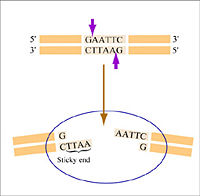 5' GAATTC 3'
3' CTTAAG 5'
G AATTC
CTTAA G
Sticky end